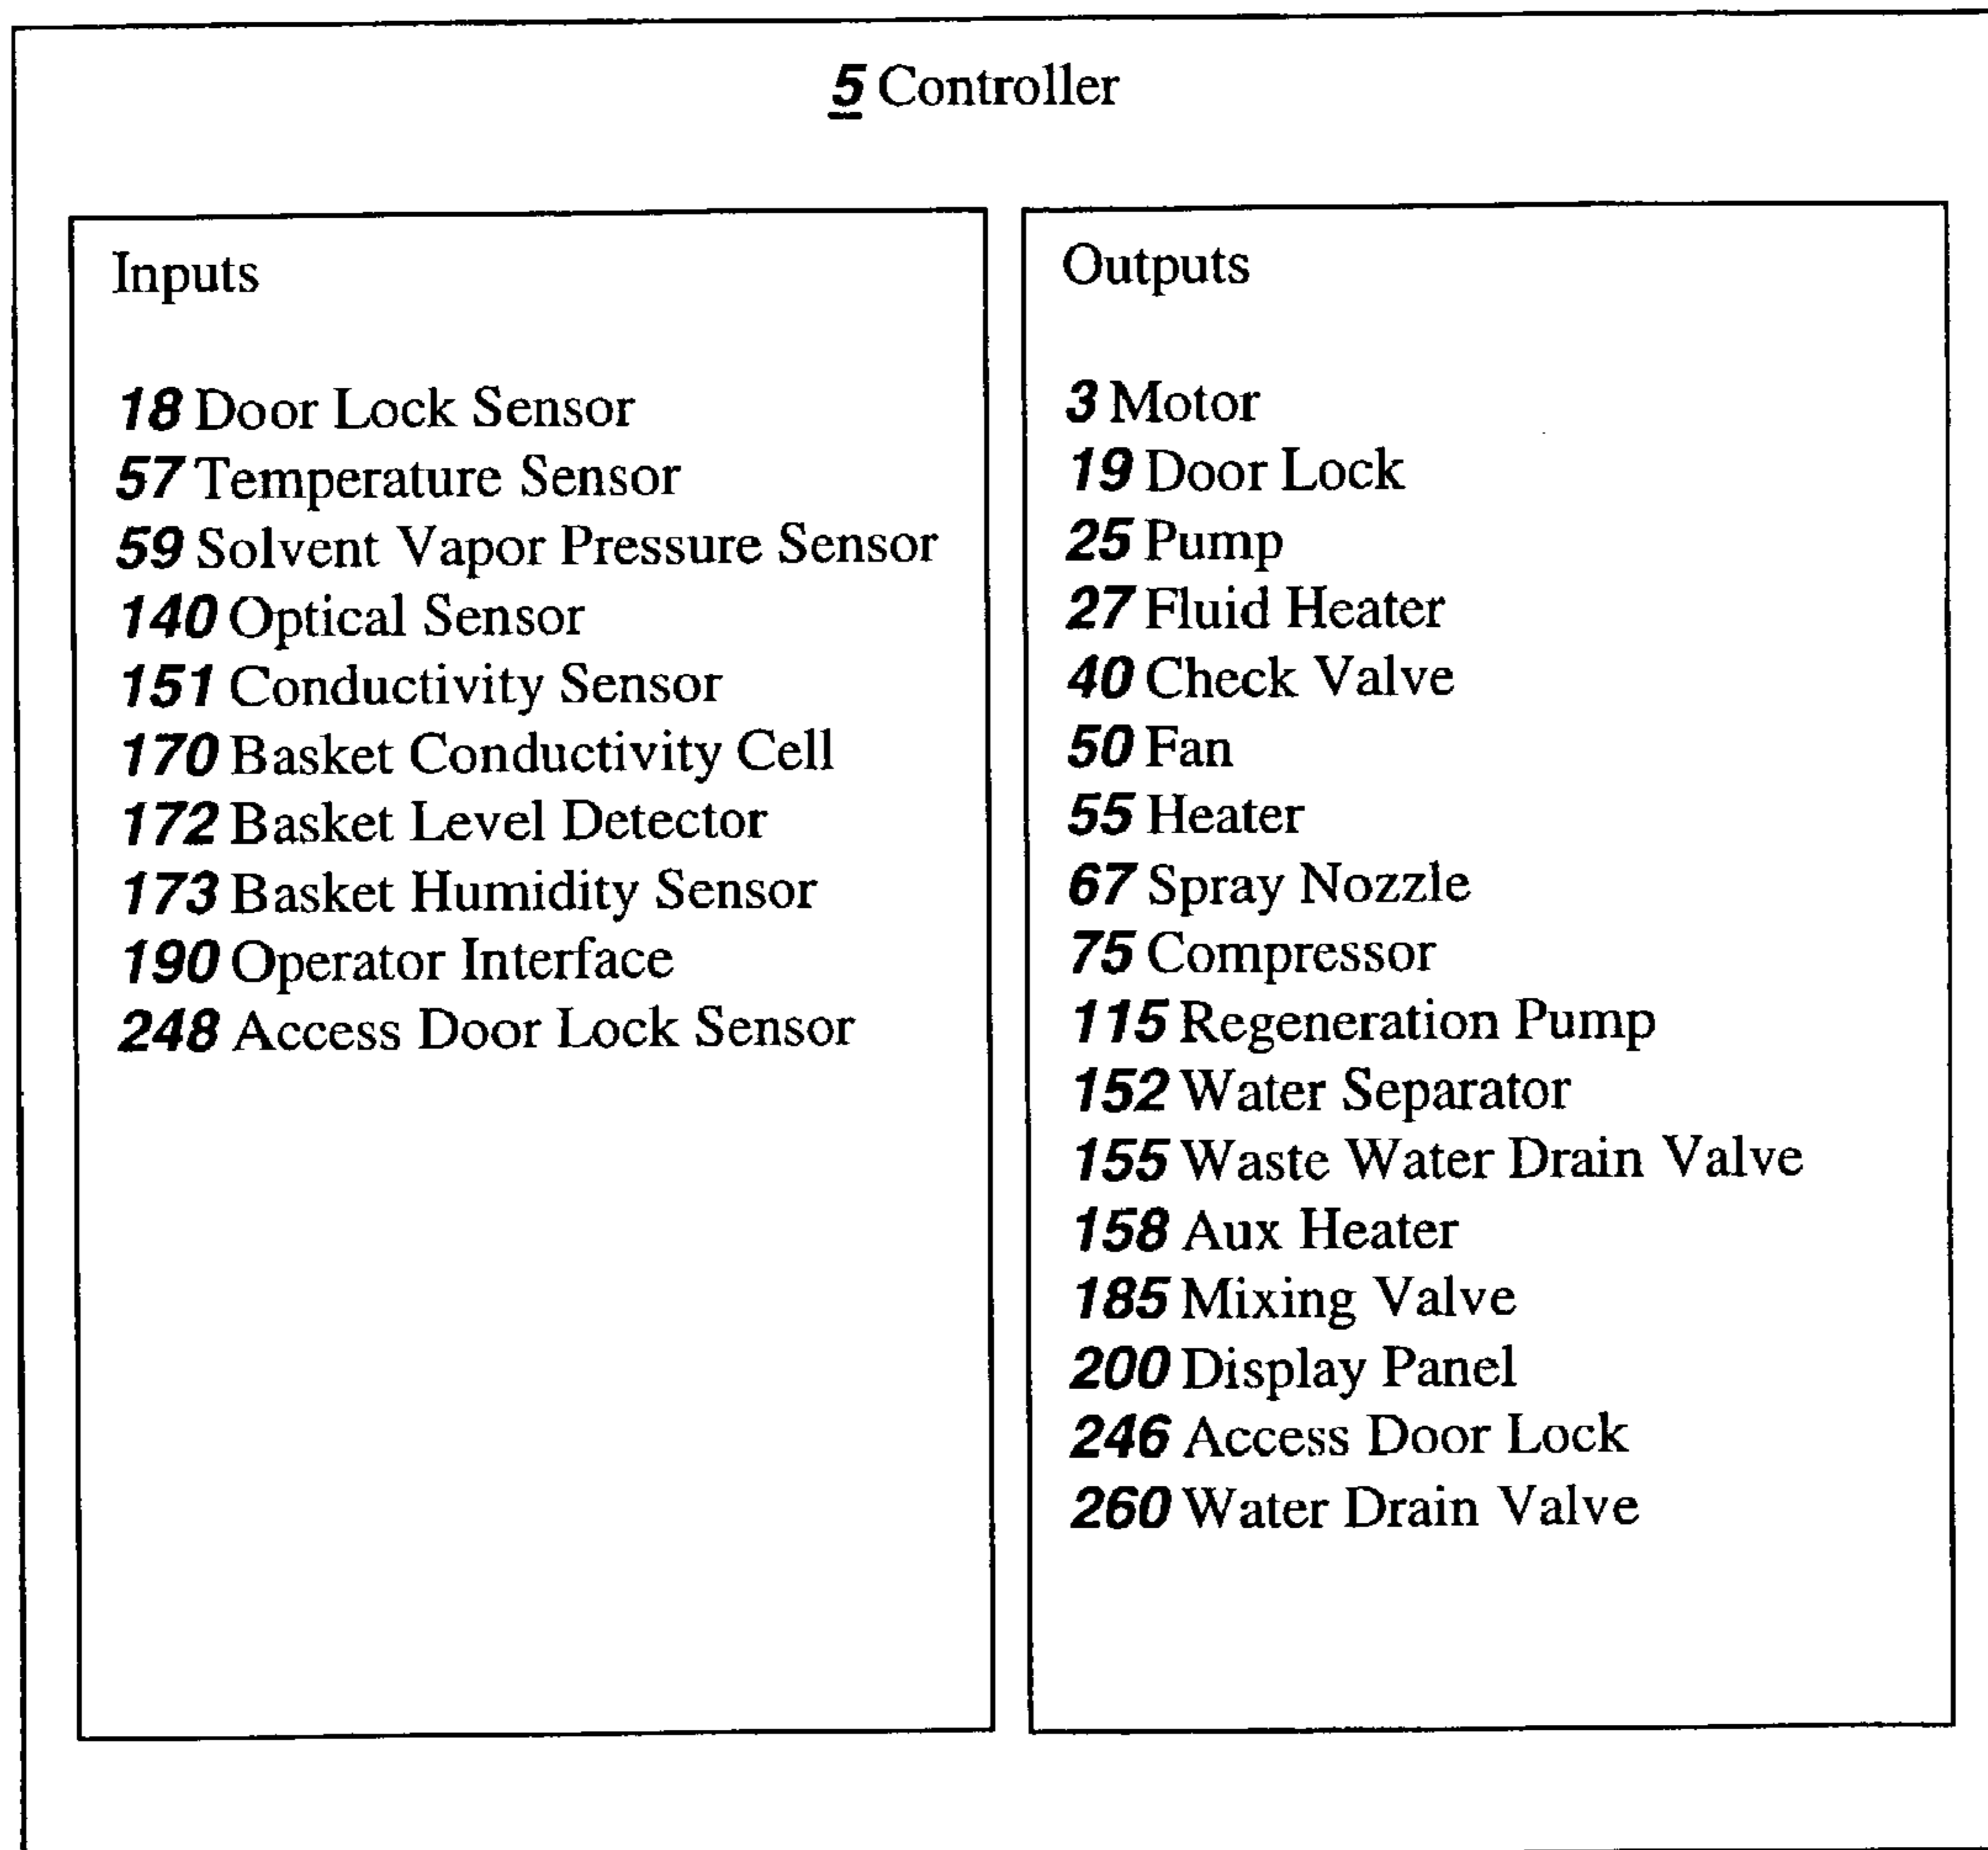 5 Controller
Inputs
18 Door Lock Sensor
57 Temperature Sensor
59 Solvent Vapor Pressure Sensor
140 Optical Sensor
151 Conductivity Sensor
170 Basket Conductivity Cell
172 Basket Level Detector
173 Basket Humidity Sensor
190 Operator Interface
248 Access Door Lock Sensor
Outputs
3 Motor
19 Door Lock
25 Pump
27 Fluid Heater
40 Check Valve
50 Fan
55 Heater
67 Spray Nozzle
75 Compressor
115 Regeneration Pump
152 Water Separator
155 Waste Water Drain Valve
158 Aux Heater
185 Mixing Valve
200 Display Panel
246 Access Door Lock
260 Water Drain Valve